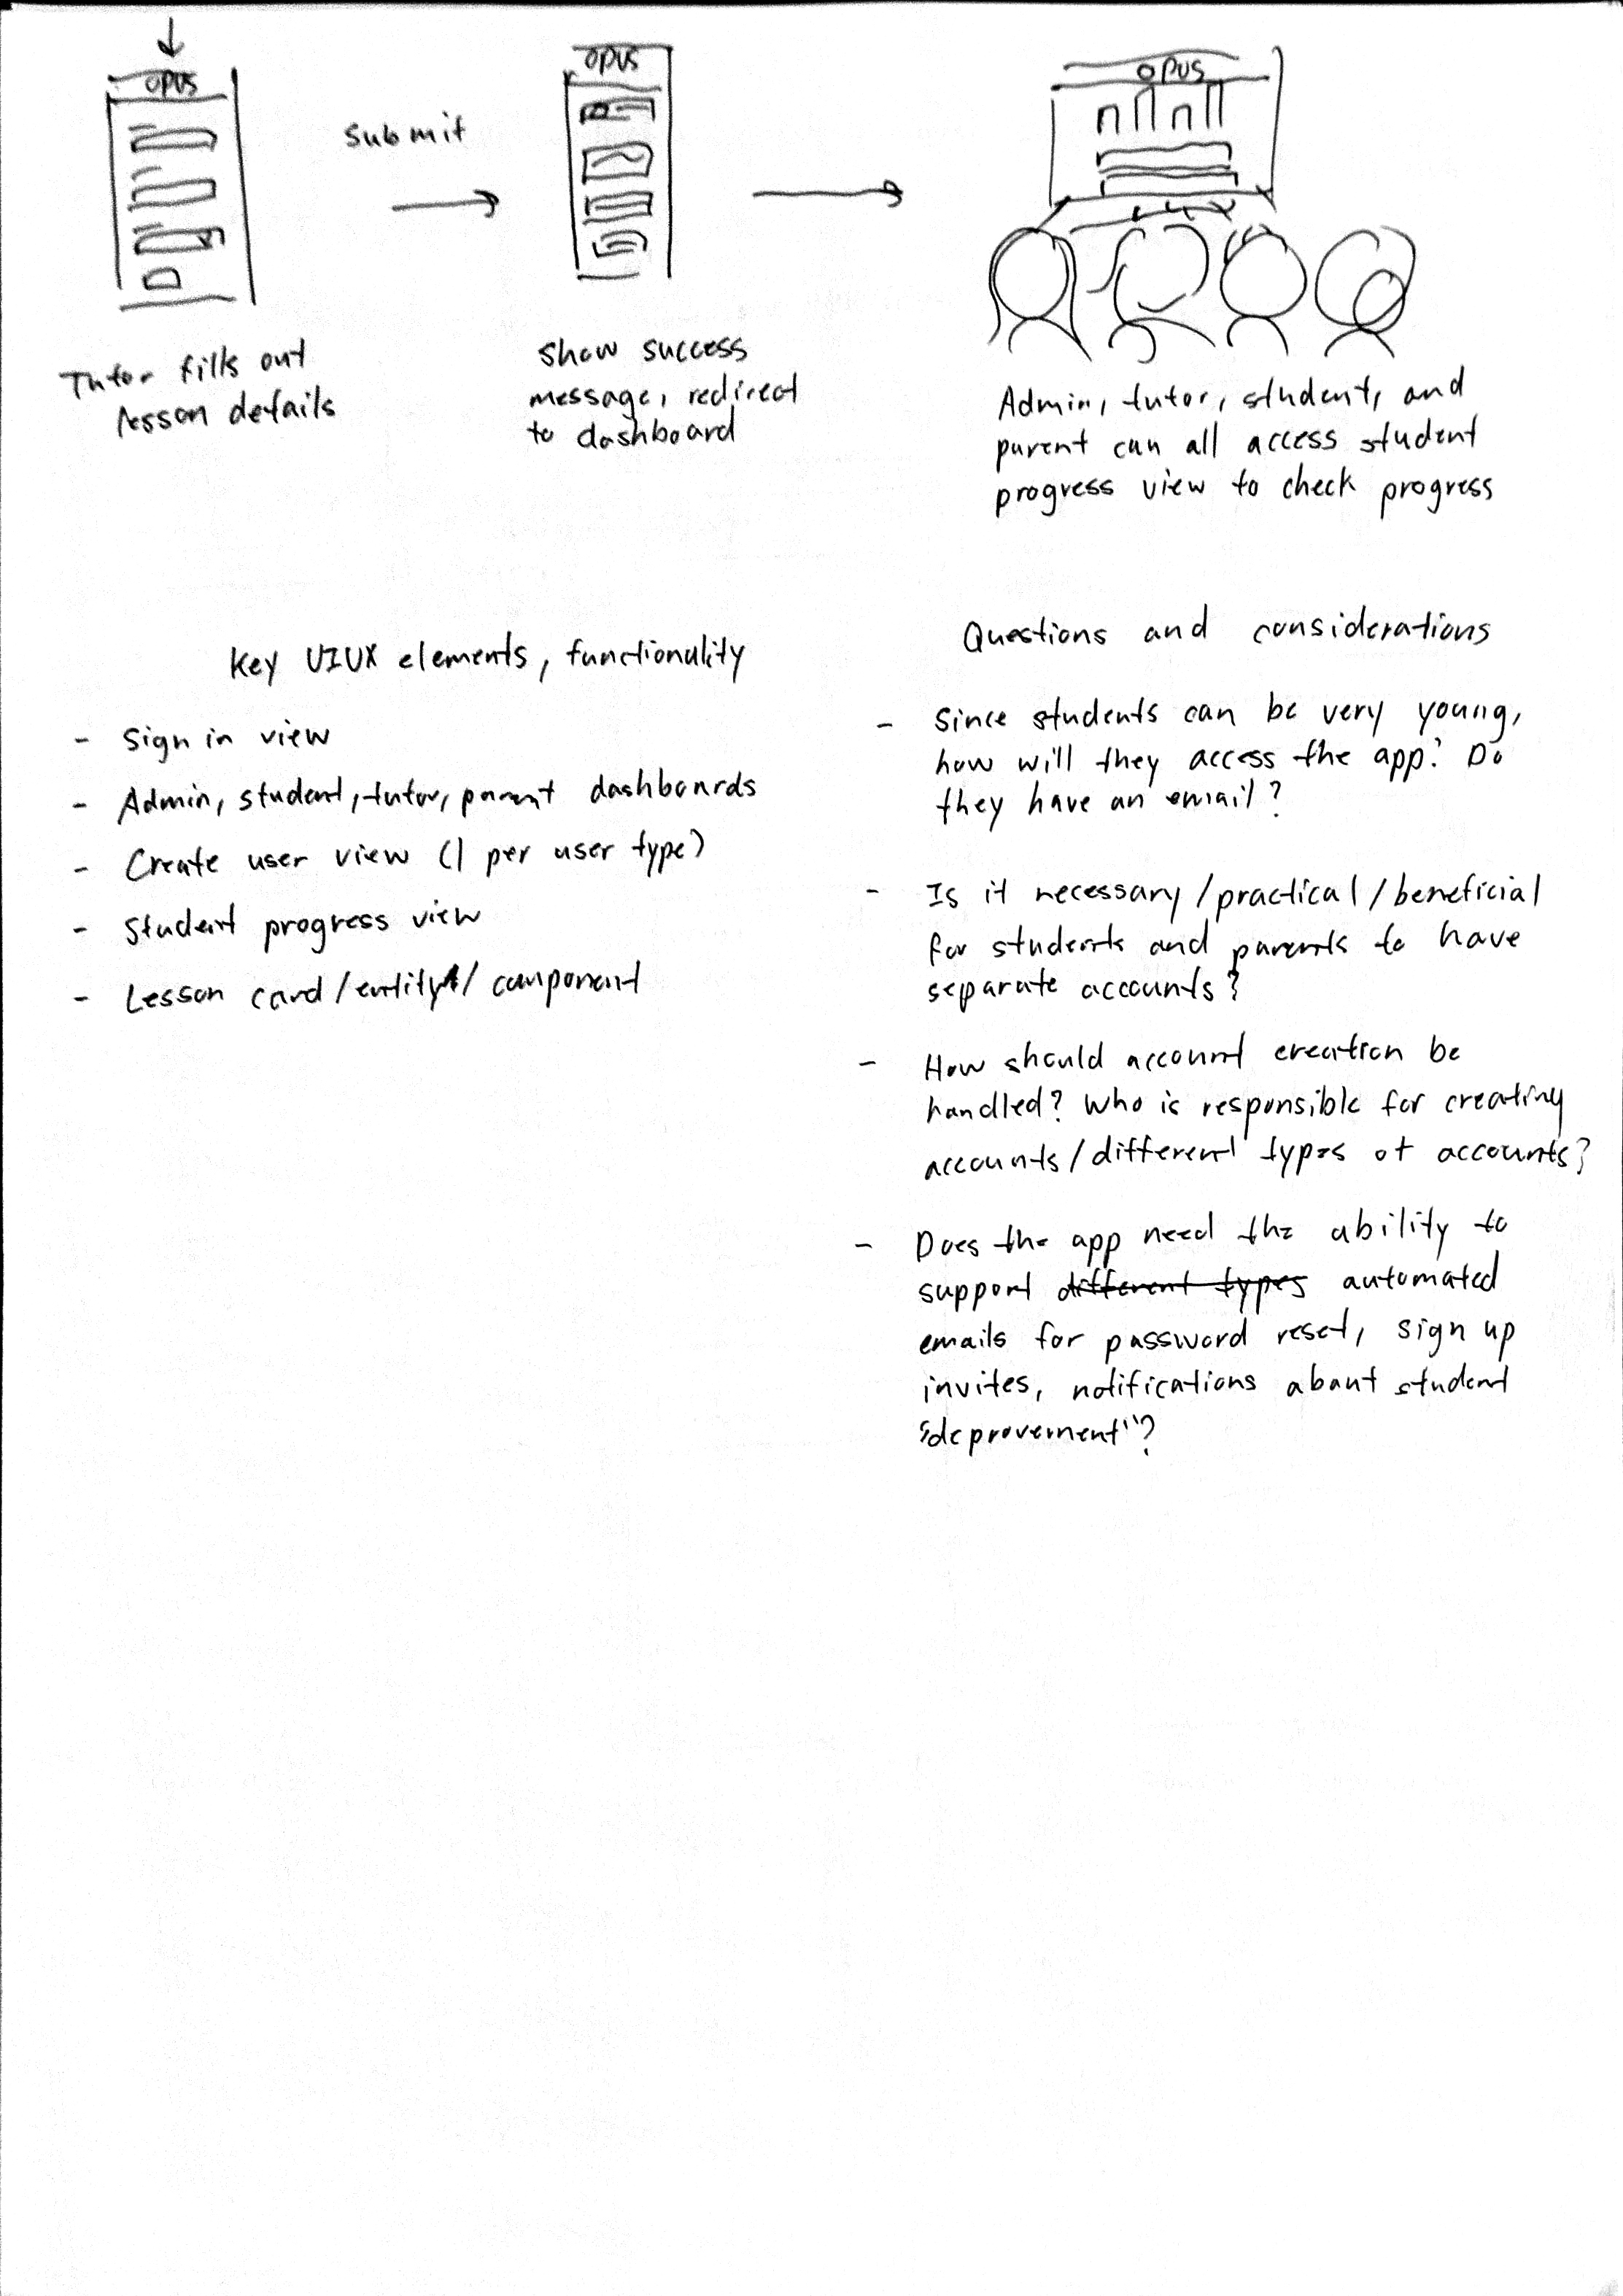 OPUS
submit
OPUS
OPUS
Tutor fills out
lesson details
show success
message, redirect
to dashboard
Admin, tutor, student, and
parent can all access student
progress view to check progress
Key UIUX elements, functionality
- Sign in view
- Admin, student, tutor, parent dashboards
- Create user view (1 per user type)
- Student progress view
- Lesson card/entity/component
Questions and considerations
- Since students can be very young,
how will they access the app? Do
they have an email?
- Is it necessary/practical/beneficial
for students and parents to have
separate accounts?
- How should account creation be
handled? Who is responsible for creating
accounts/different types of accounts?
- Does the app need the ability to
support different types automated
emails for password reset, sign up
invites, notifications about student
"deprovement"?